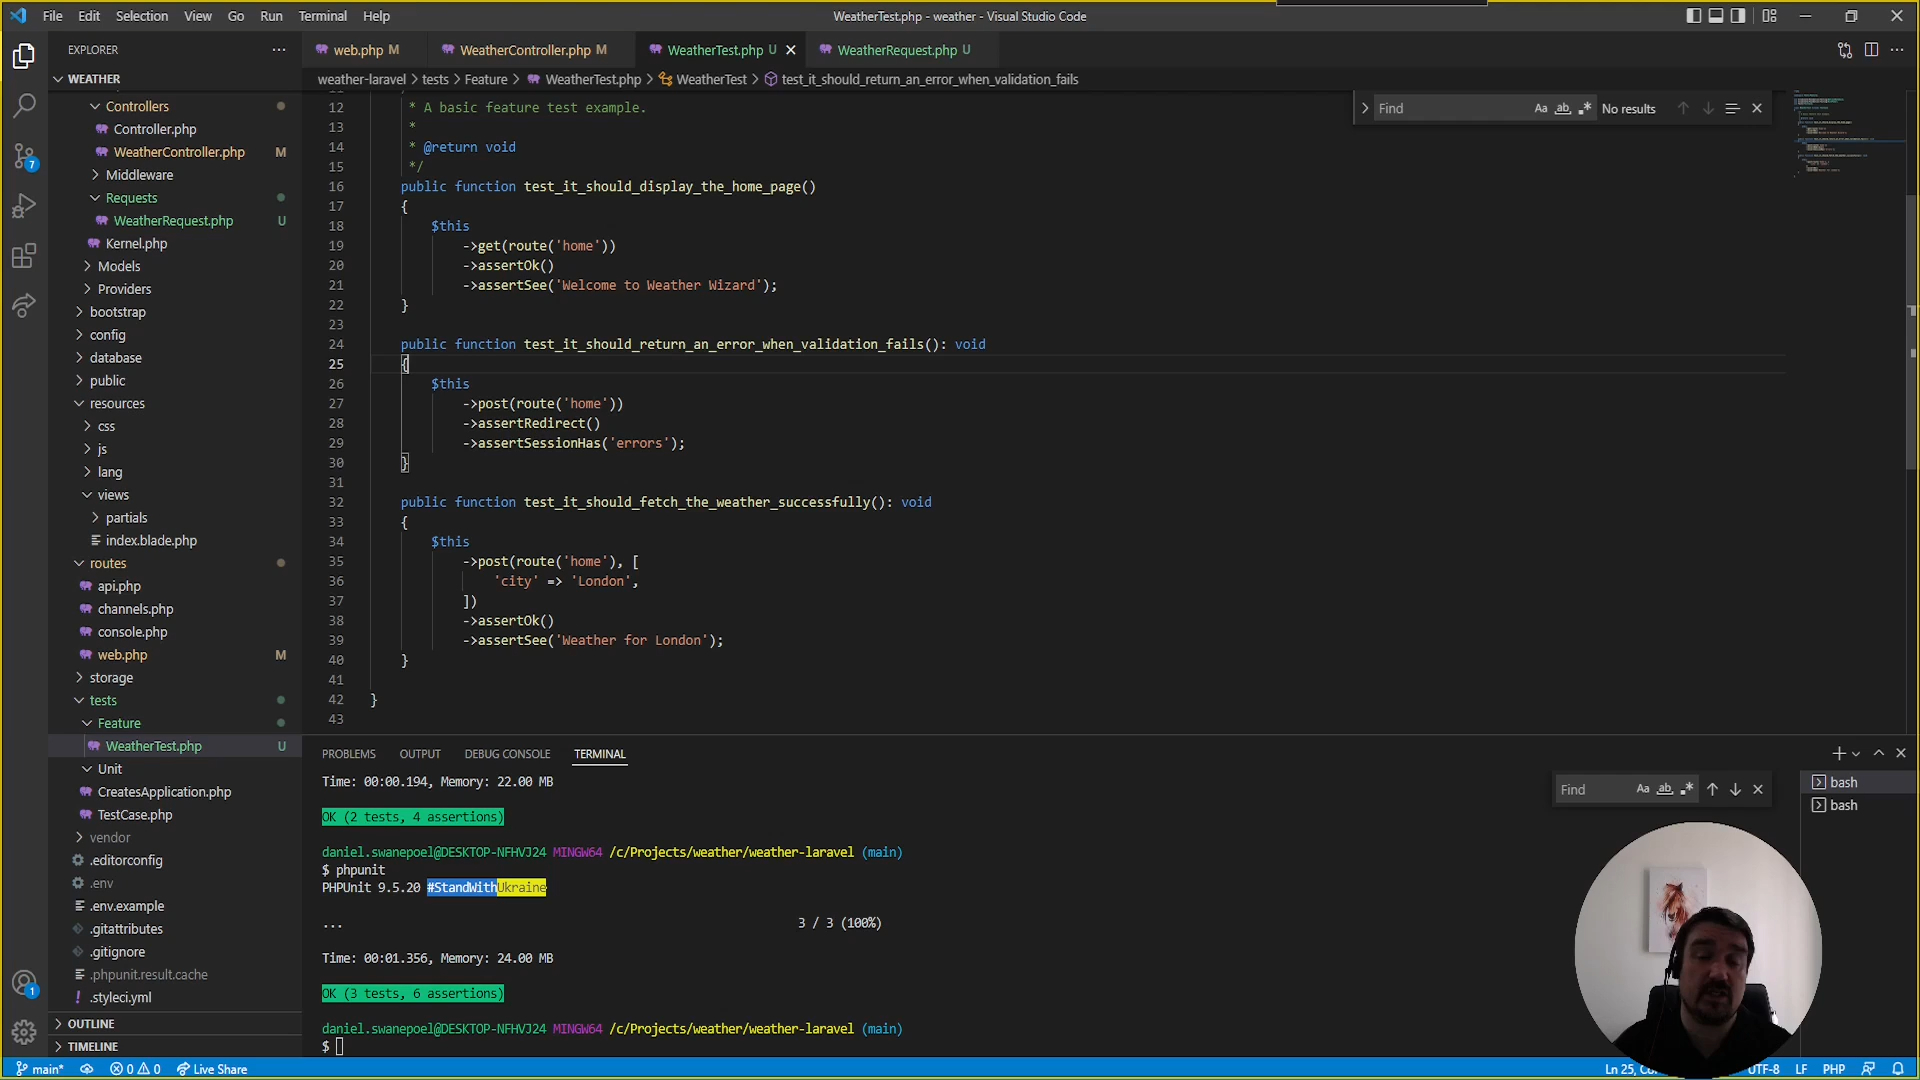 File Edit Selection View Go Run Terminal Help
WeatherTest.php - weather - Visual Studio Code
EXPLORER
WEATHER
Controllers
Controller.php
WeatherController.php M
Middleware
Requests
WeatherRequest.php U
Kernel.php
Models
Providers
bootstrap
config
database
public
resources
css
js
lang
views
partials
index.blade.php
routes
api.php
channels.php
console.php
web.php M
storage
tests
Feature
WeatherTest.php U
Unit
CreatesApplication.php
TestCase.php
vendor
.editorconfig
.env
.env.example
.gitattributes
.gitignore
.phpunit.result.cache
.styleci.yml
OUTLINE
TIMELINE
7
1
web.php M WeatherController.php M WeatherTest.php U WeatherRequest.php U
weather-laravel > tests > Feature > WeatherTest.php > WeatherTest > test_it_should_return_an_error_when_validation_fails
Find Aa ab No results
12 * A basic feature test example.
13 *
14 * @return void
15 */
16 public function test_it_should_display_the_home_page()
17 {
18 $this
19 ->get(route('home'))
20 ->assertOk()
21 ->assertSee('Welcome to Weather Wizard');
22 }
23
24 public function test_it_should_return_an_error_when_validation_fails(): void
25 {
26 $this
27 ->post(route('home'))
28 ->assertRedirect()
29 ->assertSessionHas('errors');
30 }
31
32 public function test_it_should_fetch_the_weather_successfully(): void
33 {
34 $this
35 ->post(route('home'), [
36 'city' => 'London',
37 ])
38 ->assertOk()
39 ->assertSee('Weather for London');
40 }
41
42 }
43
PROBLEMS OUTPUT DEBUG CONSOLE TERMINAL
Time: 00:00.194, Memory: 22.00 MB
OK (2 tests, 4 assertions)
daniel.swanepoel@DESKTOP-NFHVJ24 MINGW64 /c/Projects/weather/weather-laravel (main)
$ phpunit
PHPUnit 9.5.20 #StandWithUkraine
... 3 / 3 (100%)
Time: 00:01.356, Memory: 24.00 MB
OK (3 tests, 6 assertions)
daniel.swanepoel@DESKTOP-NFHVJ24 MINGW64 /c/Projects/weather/weather-laravel (main)
$
Find Aa ab
bash
bash
main* 0 0 Live Share
Ln 25, UTF-8 LF PHP